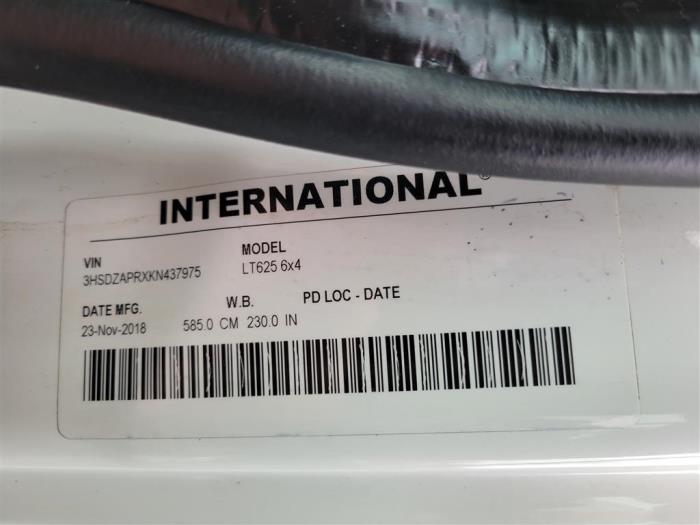 INTERNATIONAL®
VIN MODEL
3HSDZAPRXKN437975 LT625 6x4
DATE MFG. W.B. PD LOC - DATE
23-Nov-2018 585.0 CM 230.0 IN